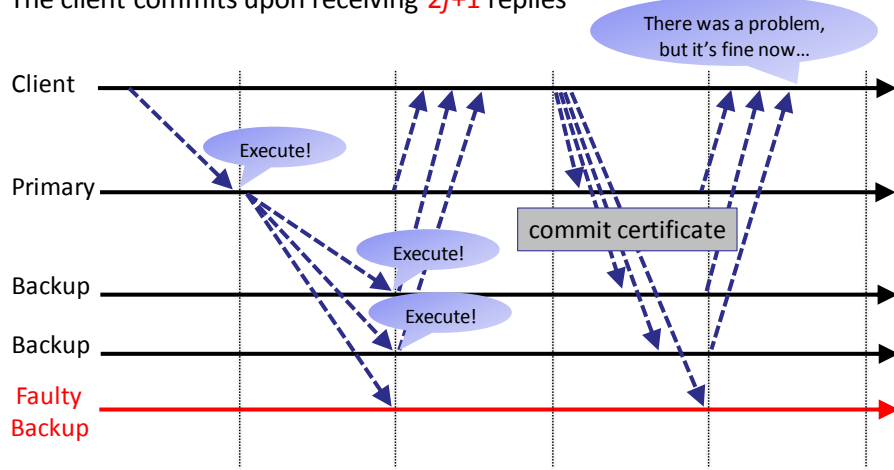 The client commits upon receiving 2f+1 replies
There was a problem,
but it's fine now…
Client
Execute!
Primary
commit certificate
Execute!
Backup
Execute!
Backup
Faulty
Backup